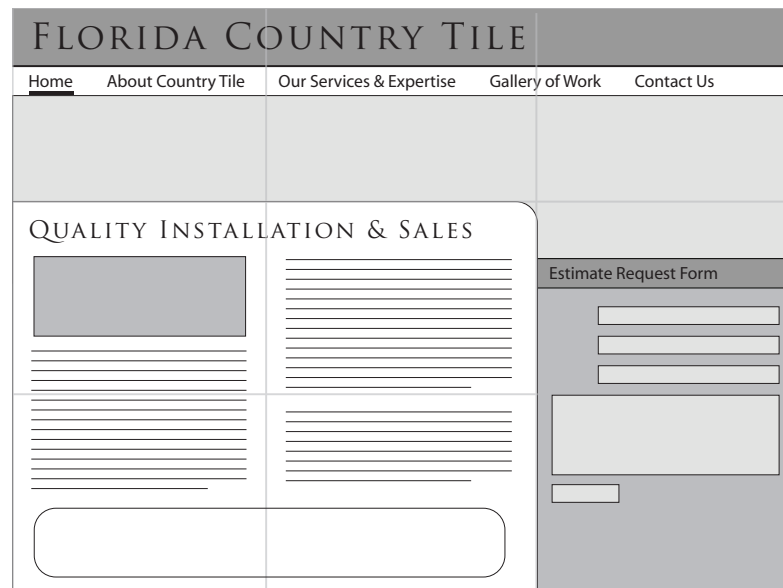 FLORIDA COUNTRY TILE
Home About Country Tile Our Services & Expertise Gallery of Work Contact Us
QUALITY INSTALLATION & SALES
Estimate Request Form